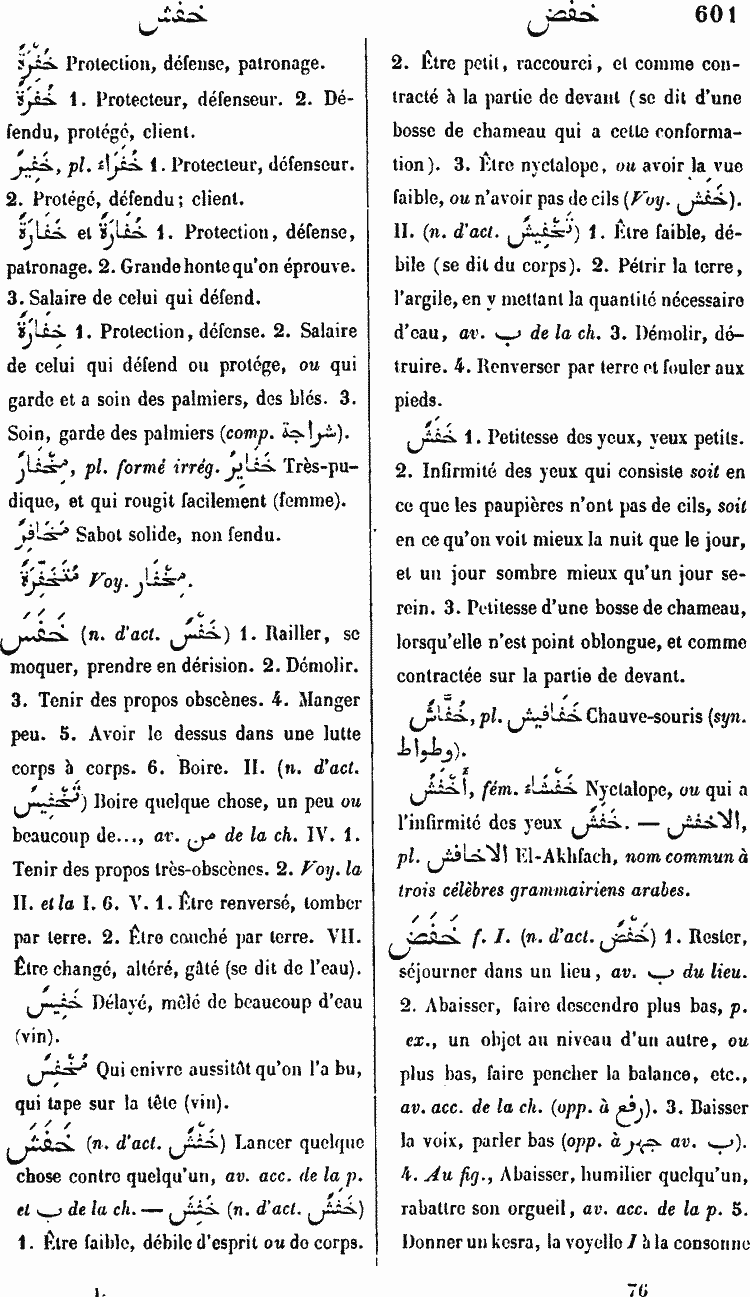 خفش
خفض 601
خُفْرَةٌ Protection, défense, patronage.
خُفَرَةٌ 1. Protecteur, défenseur. 2. Dé-
fendu, protégé, client.
خَفِيرٌ, pl. خُفَرَاءُ 1. Protecteur, défenseur.
2. Protégé, défendu; client.
خَفَارَةٌ et خُفَارَةٌ 1. Protection, défense,
patronage. 2. Grande honte qu'on éprouve.
3. Salaire de celui qui défend.
خِفَارَةٌ 1. Protection, défense. 2. Salaire
de celui qui défend ou protége, ou qui
garde et a soin des palmiers, des blés. 3.
Soin, garde des palmiers (comp. شراجة).
مِخْفَارٌ, pl. formé irrég. خَفَايِرُ Très-pu-
dique, et qui rougit facilement (femme).
مُخَافِرٌ Sabot solide, non fendu.
مُتَخَفِّرَةٌ Voy. مِخْفَار.
خَفَسَ (n. d'act. خَفْسٌ) 1. Railler, se
moquer, prendre en dérision. 2. Démolir.
3. Tenir des propos obscènes. 4. Manger
peu. 5. Avoir le dessus dans une lutte
corps à corps. 6. Boire. II. (n. d'act.
تَخْفِيسٌ) Boire quelque chose, un peu ou
beaucoup de..., av. من de la ch. IV. 1.
Tenir des propos très-obscènes. 2. Voy. la
II. et la I. 6. V. 1. Être renversé, tomber
par terre. 2. Être couché par terre. VII.
Être changé, altéré, gâté (se dit de l'eau).
خَفِيسٌ Délayé, mêlé de beaucoup d'eau
(vin).
مُخْفِسٌ Qui enivre aussitôt qu'on l'a bu,
qui tape sur la tête (vin).
خَفَشَ (n. d'act. خَفْشٌ) Lancer quelque
chose contre quelqu'un, av. acc. de la p.
et ب de la ch. — خَفِشَ (n. d'act. خَفَشٌ)
1. Être faible, débile d'esprit ou de corps.
I.
2. Être petit, raccourci, et comme con-
tracté à la partie de devant (se dit d'une
bosse de chameau qui a cette conforma-
tion). 3. Être nyctalope, ou avoir la vue
faible, ou n'avoir pas de cils (Voy. خَفَشٌ).
II. (n. d'act. تَخْفِيشٌ) 1. Être faible, dé-
bile (se dit du corps). 2. Pétrir la terre,
l'argile, en y mettant la quantité nécessaire
d'eau, av. ب de la ch. 3. Démolir, dé-
truire. 4. Renverser par terre et fouler aux
pieds.
خَفَشٌ 1. Petitesse des yeux, yeux petits.
2. Infirmité des yeux qui consiste soit en
ce que les paupières n'ont pas de cils, soit
en ce qu'on voit mieux la nuit que le jour,
et un jour sombre mieux qu'un jour se-
rein. 3. Petitesse d'une bosse de chameau,
lorsqu'elle n'est point oblongue, et comme
contractée sur la partie de devant.
خُفَّاشٌ, pl. خَفَافِيشُ Chauve-souris (syn.
وطواط).
أَخْفَشُ, fém. خَفْشَاءُ Nyctalope, ou qui a
l'infirmité des yeux خَفَشٌ. — الاخفش,
pl. الاخافش El-Akhfach, nom commun à
trois célèbres grammairiens arabes.
خَفَضَ f. I. (n. d'act. خَفْضٌ) 1. Rester,
séjourner dans un lieu, av. ب du lieu.
2. Abaisser, faire descendre plus bas, p.
ex., un objet au niveau d'un autre, ou
plus bas, faire pencher la balance, etc.,
av. acc. de la ch. (opp. à رفع). 3. Baisser
la voix, parler bas (opp. à جهر av. ب).
4. Au fig., Abaisser, humilier quelqu'un,
rabattre son orgueil, av. acc. de la p. 5.
Donner un kesra, la voyelle I à la consonne
76